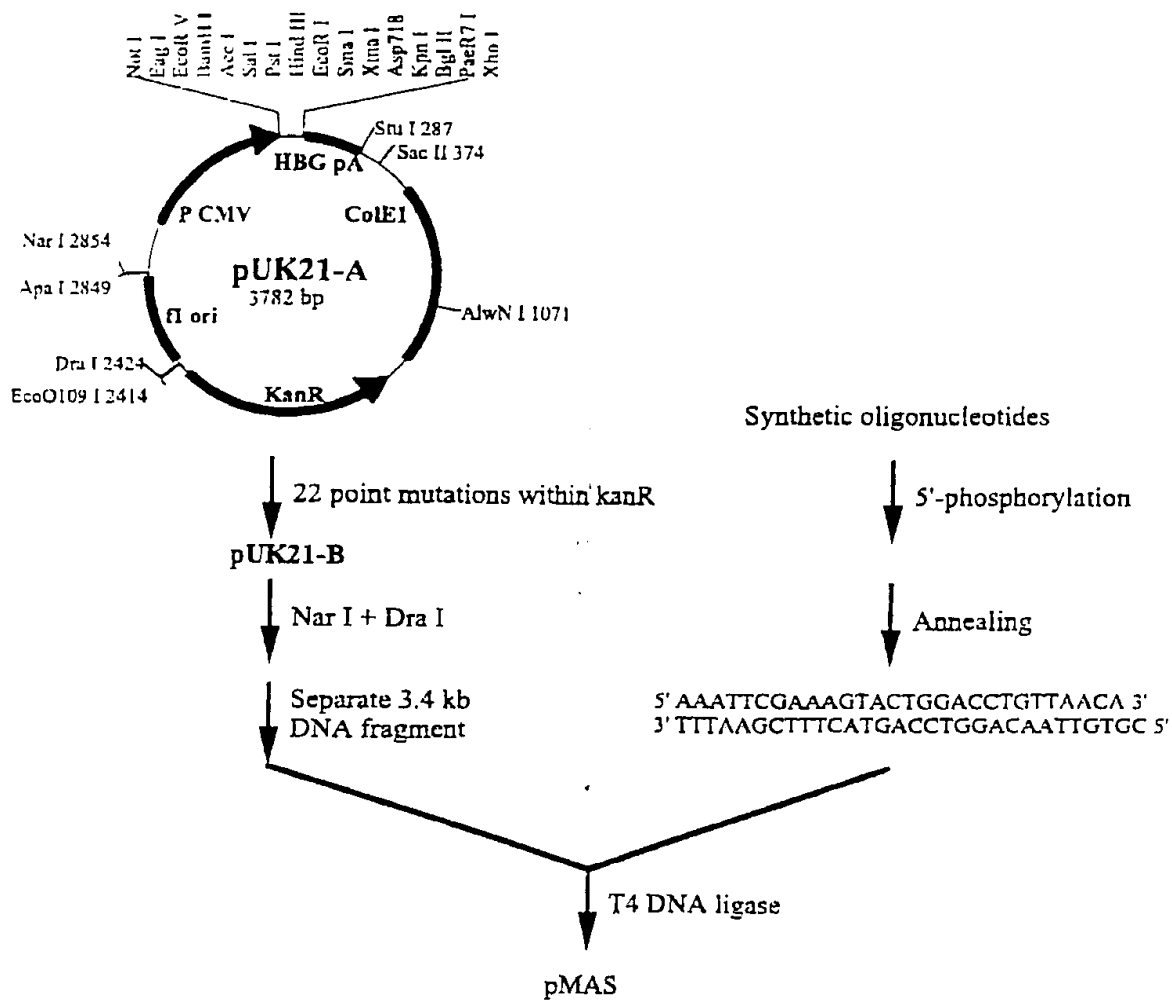 Not I
Eag I
EcoR V
BamH I
Acc I
Sal I
Pst I
Hind III
EcoR I
Sma I
Xma I
Asp718
Kpn I
Bgl II
PaeR7 I
Xho I
Stu I 287
Sac II 374
HBG pA
P CMV
ColE1
Nar I 2854
Apa I 2849
pUK21-A
3782 bp
f1 ori
AlwN I 1071
Dra I 2424
EcoO109 I 2414
KanR
Synthetic oligonucleotides
22 point mutations within kanR
5'-phosphorylation
pUK21-B
Nar I + Dra I
Annealing
Separate 3.4 kb
DNA fragment
5' AAATTCGAAAGTACTGGACCTGTTAACA 3'
3' TTTAAGCTTTCATGACCTGGACAATTGTGC 5'
T4 DNA ligase
pMAS